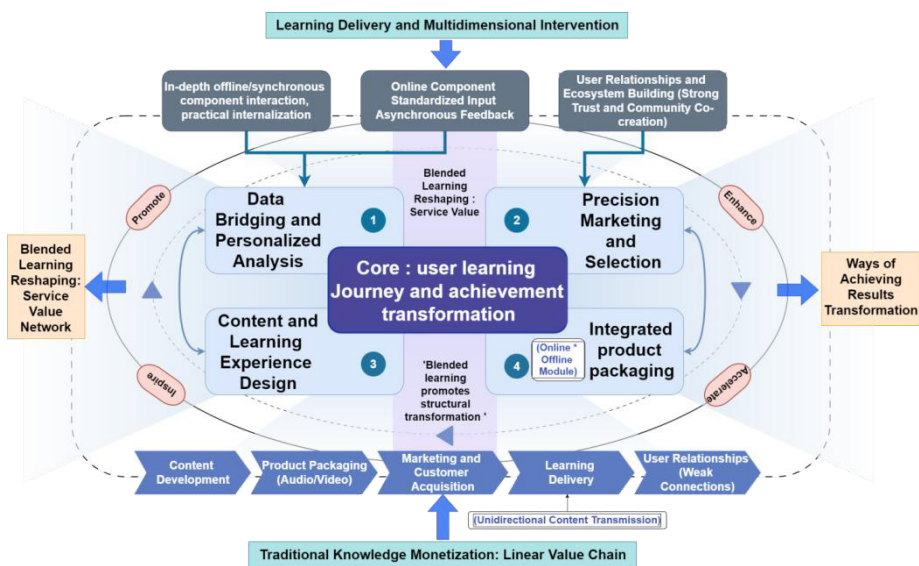 Learning Delivery and Multidimensional Intervention
In-depth offline/synchronous
component interaction,
practical internalization
Online Component
Standardized Input
Asynchronous Feedback
User Relationships and
Ecosystem Building (Strong
Trust and Community Co-
creation)
Promote
Enhance
Data
Bridging and
Personalized
Analysis
1
Blended
Learning
Reshaping :
Service Value
2
Precision
Marketing
and
Selection
Blended
Learning
Reshaping:
Service
Value
Network
Core : user learning
Journey and achievement
transformation
Ways of
Achieving
Results
Transformation
Content and
Learning
Experience
Design
3
'Blended
learning
promotes
structural
transformation '
(Online *
Offline
Module)
4
Integrated
product
packaging
Inspire
Accelerate
Content
Development
Product Packaging
(Audio/Video)
Marketing and
Customer
Acquisition
Learning
Delivery
User Relationships
(Weak
Connections)
(Unidirectional Content Transmission)
Traditional Knowledge Monetization: Linear Value Chain